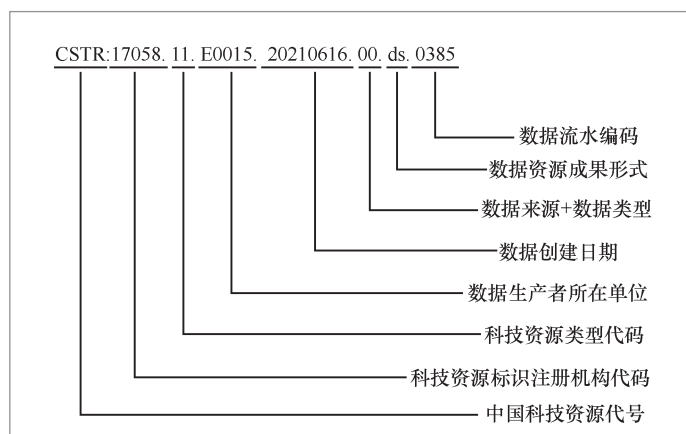 CSTR:17058. 11. E0015. 20210616. 00. ds. 0385
数据流水编码
数据资源成果形式
数据来源+数据类型
数据创建日期
数据生产者所在单位
科技资源类型代码
科技资源标识注册机构代码
中国科技资源代号